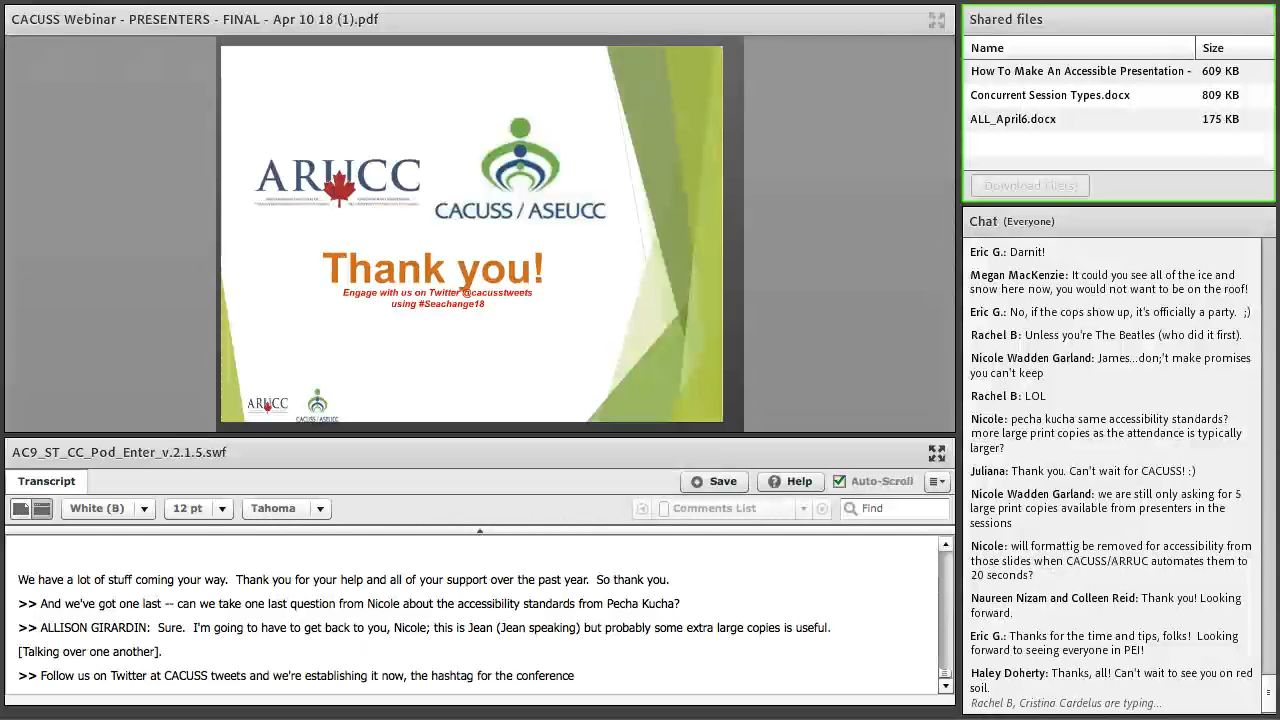 CACUSS Webinar - PRESENTERS - FINAL - Apr 10 18 (1).pdf
ARUCC
CACUSS / ASEUCC
Thank you!
Engage with us on Twitter @cacusstweets
using #Seachange18
ARUCC
CACUSS / ASEUCC
AC9_ST_CC_Pod_Enter_v.2.1.5.swf
Transcript
Save
Help
Auto-Scroll
White (B)
12 pt
Tahoma
Comments List
Find
We have a lot of stuff coming your way.  Thank you for your help and all of your support over the past year.  So thank you.
>> And we've got one last -- can we take one last question from Nicole about the accessibility standards from Pecha Kucha?
>> ALLISON GIRARDIN:  Sure.  I'm going to have to get back to you, Nicole; this is Jean (Jean speaking) but probably some extra large copies is useful.
[Talking over one another].
>> Follow us on Twitter at CACUSS tweets and we're establishing it now, the hashtag for the conference
Shared files
Name Size
How To Make An Accessible Presentation - 609 KB
Concurrent Session Types.docx 809 KB
ALL_April6.docx 175 KB
Download File(s)
Chat (Everyone)
Eric G.: Darnit!
Megan MacKenzie: It could you see all of the ice and
snow here now, you would not want to be barefoot!
Eric G.: No, if the cops show up, it's officially a party.  ;)
Rachel B: Unless you're The Beatles (who did it first).
Nicole Wadden Garland: James...don;'t make promises
you can't keep
Rachel B: LOL
Nicole: pecha kucha same accessibility standards?
more large print copies as the attendance is typically
larger?
Juliana: Thank you. Can't wait for CACUSS! :)
Nicole Wadden Garland: we are still only asking for 5
large print copies available from presenters in the
sessions
Nicole: will formattig be removed for accessibility from
those slides when CACUSS/ARRUC automates them to
20 seconds?
Naureen Nizam and Colleen Reid: Thank you! Looking
forward.
Eric G.: Thanks for the time and tips, folks!  Looking
forward to seeing everyone in PEI!
Haley Doherty: Thanks, all! Can't wait to see you on red
soil.
Rachel B, Cristina Cardelus are typing...